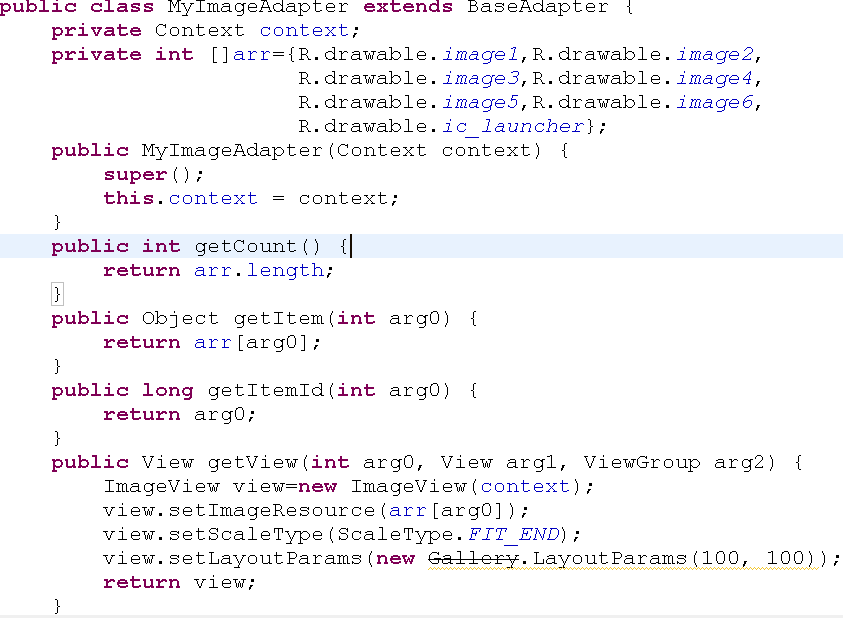 public class MyImageAdapter extends BaseAdapter {
private Context context;
private int []arr={R.drawable.image1,R.drawable.image2,
R.drawable.image3,R.drawable.image4,
R.drawable.image5,R.drawable.image6,
R.drawable.ic_launcher};
public MyImageAdapter(Context context) {
super();
this.context = context;
}
public int getCount() {
return arr.length;
}
public Object getItem(int arg0) {
return arr[arg0];
}
public long getItemId(int arg0) {
return arg0;
}
public View getView(int arg0, View arg1, ViewGroup arg2) {
ImageView view=new ImageView(context);
view.setImageResource(arr[arg0]);
view.setScaleType(ScaleType.FIT_END);
view.setLayoutParams(new Gallery.LayoutParams(100, 100));
return view;
}